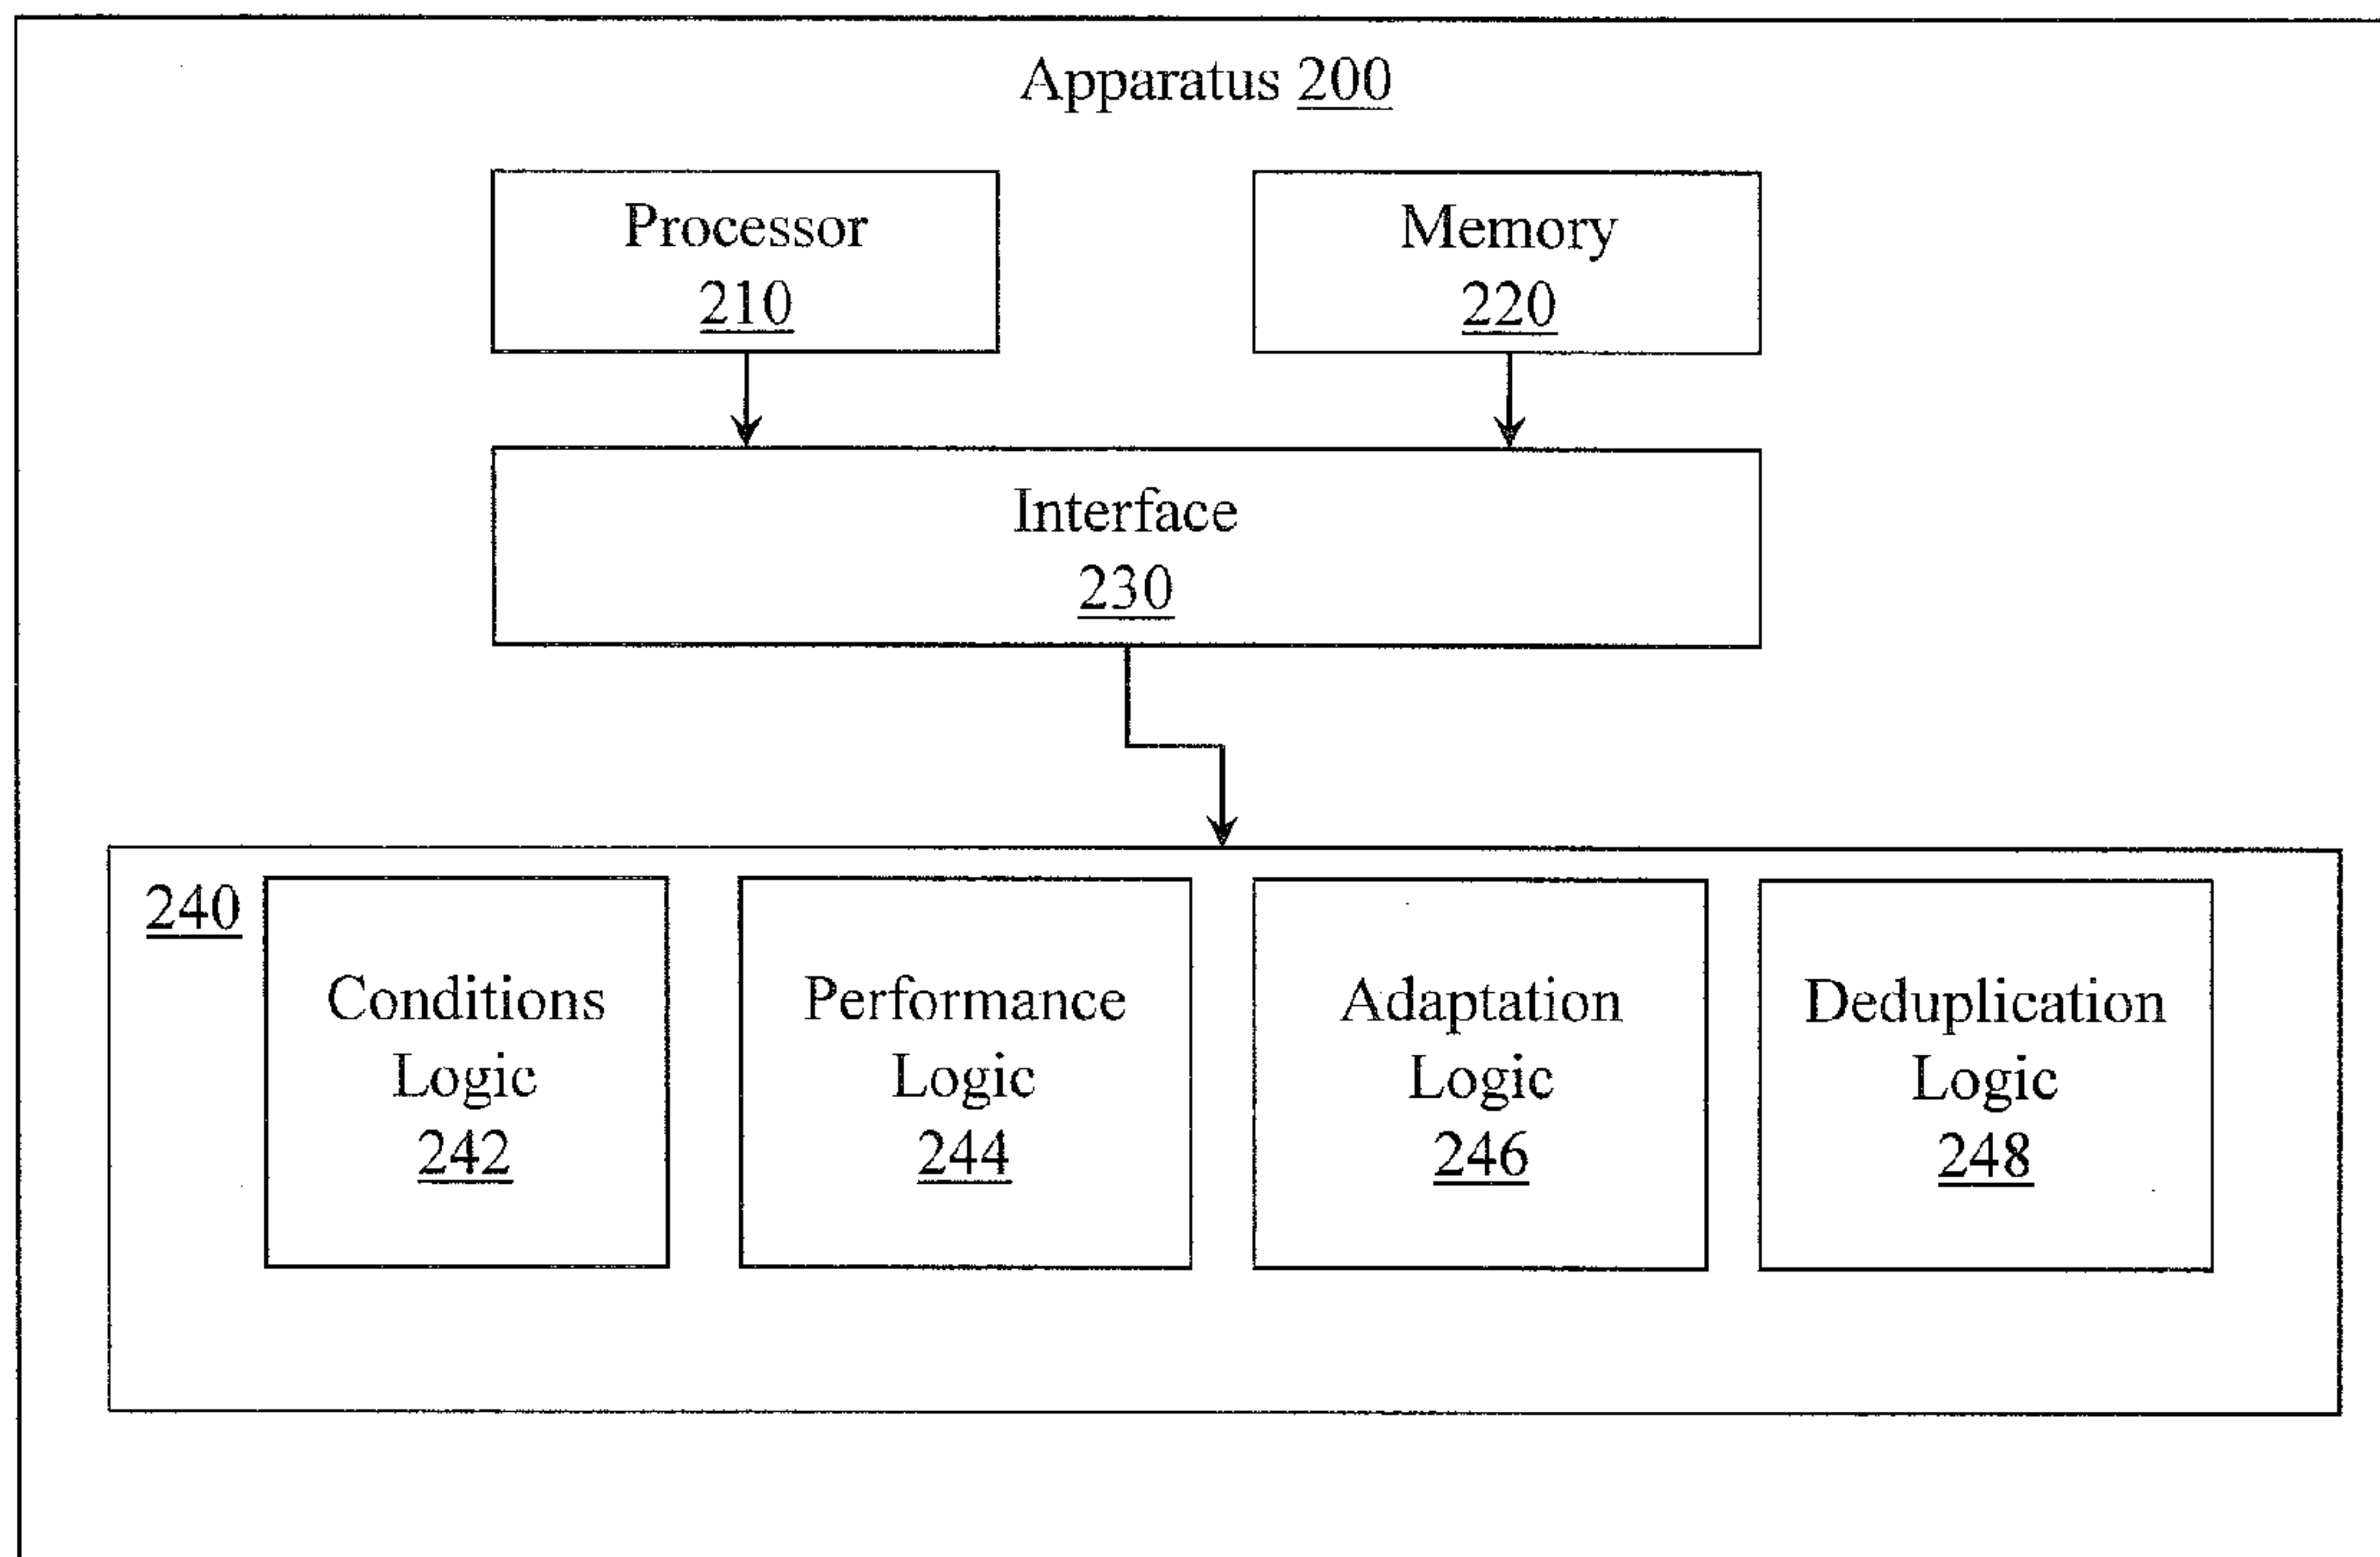 Apparatus 200
Processor
210
Memory
220
Interface
230
240
Conditions
Logic
242
Performance
Logic
244
Adaptation
Logic
246
Deduplication
Logic
248